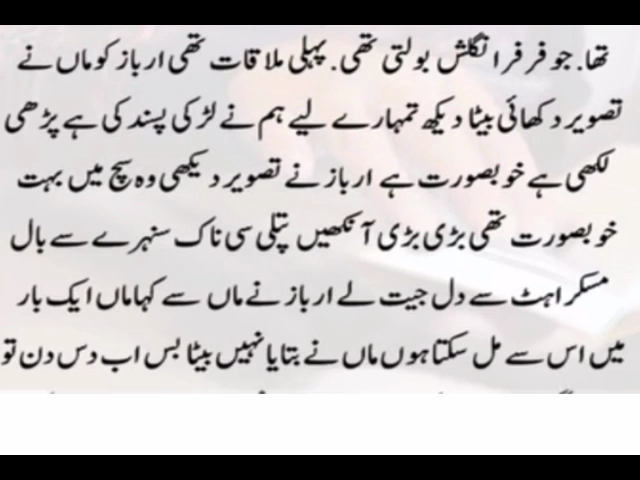 تھا. جو فر فر انگلش بولتی تھی. پہلی ملاقات تھی ارباز کو ماں نے
تصویر دکھائی بیٹا دیکھ تمہارے لیے ہم نے لڑکی پسند کی ہے پڑھی
لکھی ہے خوبصورت ہے ارباز نے تصویر دیکھی وہ سچ میں بہت
خوبصورت تھی بڑی بڑی آنکھیں پتلی سی ناک سنہرے سے بال
مسکراہٹ سے دل جیت لے ارباز نے ماں سے کہا ماں ایک بار
میں اس سے مل سکتا ہوں ماں نے بتایا نہیں بیٹا بس اب دس دن تو